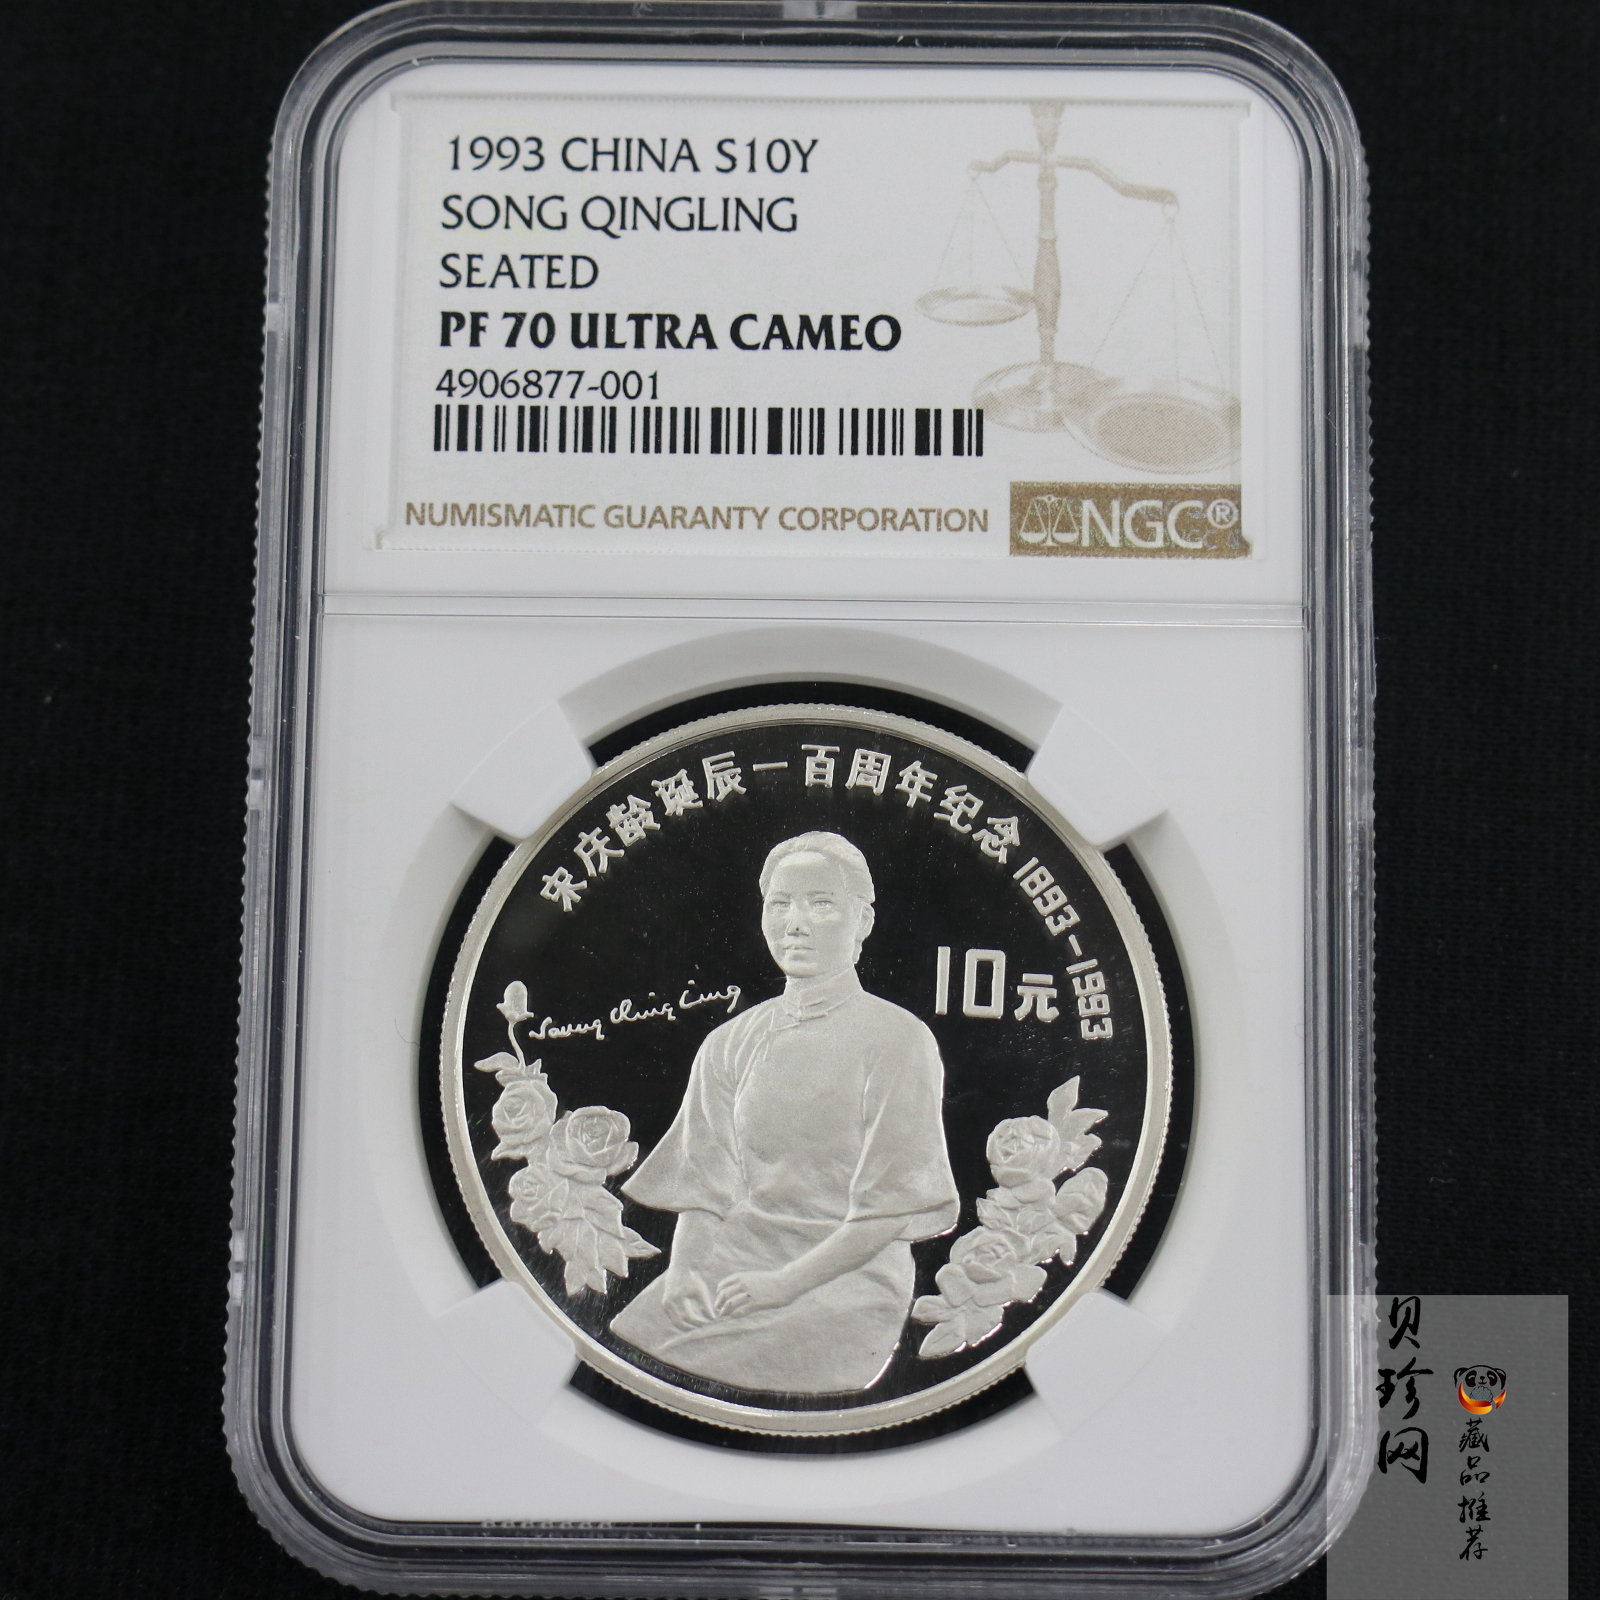 1993 CHINA S10Y
SONG QINGLING
SEATED
PF 70 ULTRA CAMEO
4906877-001
NUMISMATIC GUARANTY CORPORATION
NGC®
宋庆龄诞辰一百周年纪念 1893-1993
10元
Soong Ching Ling
贝珍网
藏品推荐